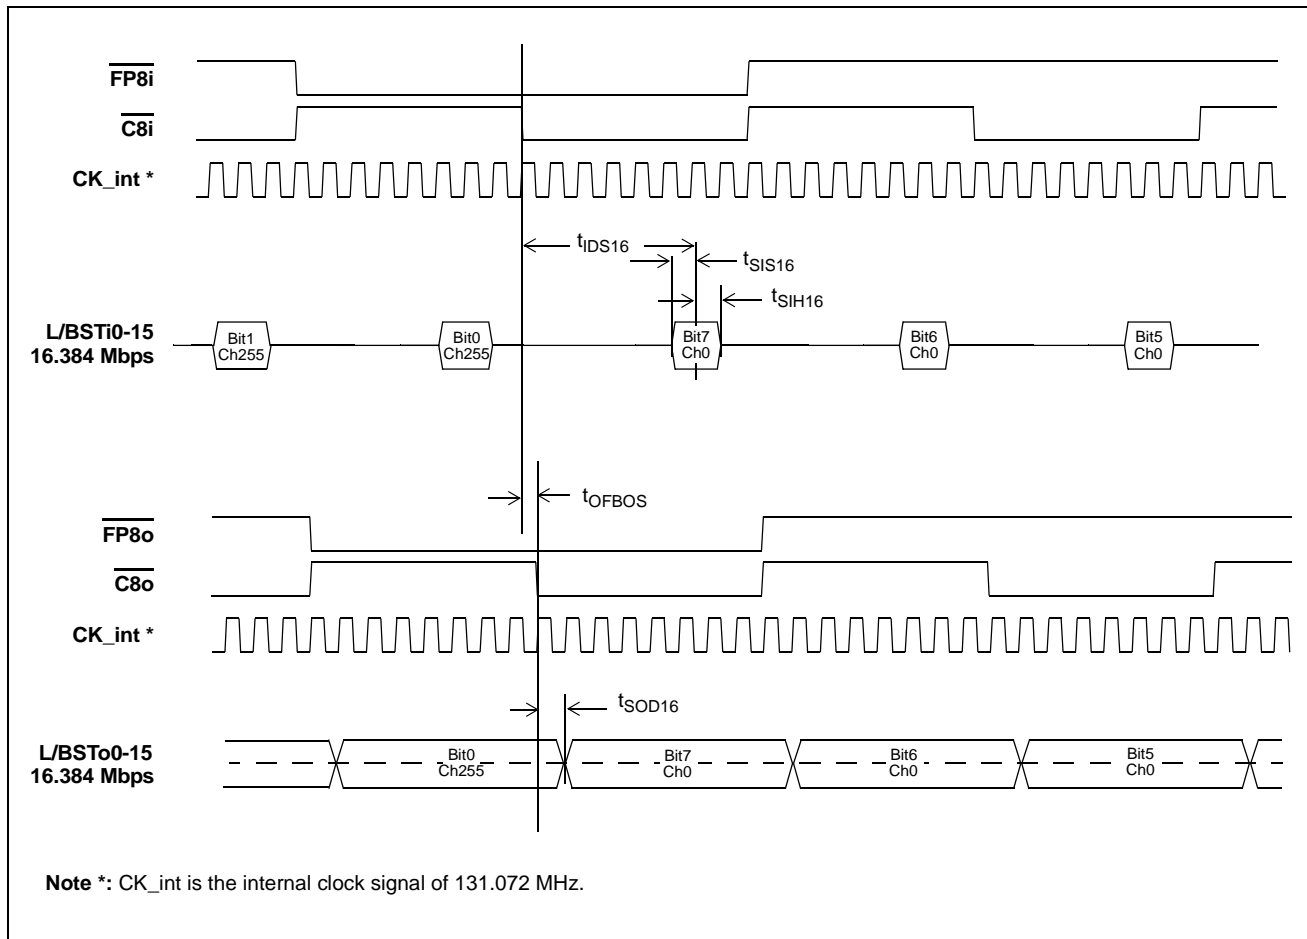 FP8i
C8i
CK_int *
tIDS16
tSIS16
tSIH16
L/BSTi0-15
16.384 Mbps
Bit1
Ch255
Bit0
Ch255
Bit7
Ch0
Bit6
Ch0
Bit5
Ch0
tOFBOS
FP8o
C8o
CK_int *
tSOD16
L/BSTo0-15
16.384 Mbps
Bit0
Ch255
Bit7
Ch0
Bit6
Ch0
Bit5
Ch0
Note *: CK_int is the internal clock signal of 131.072 MHz.